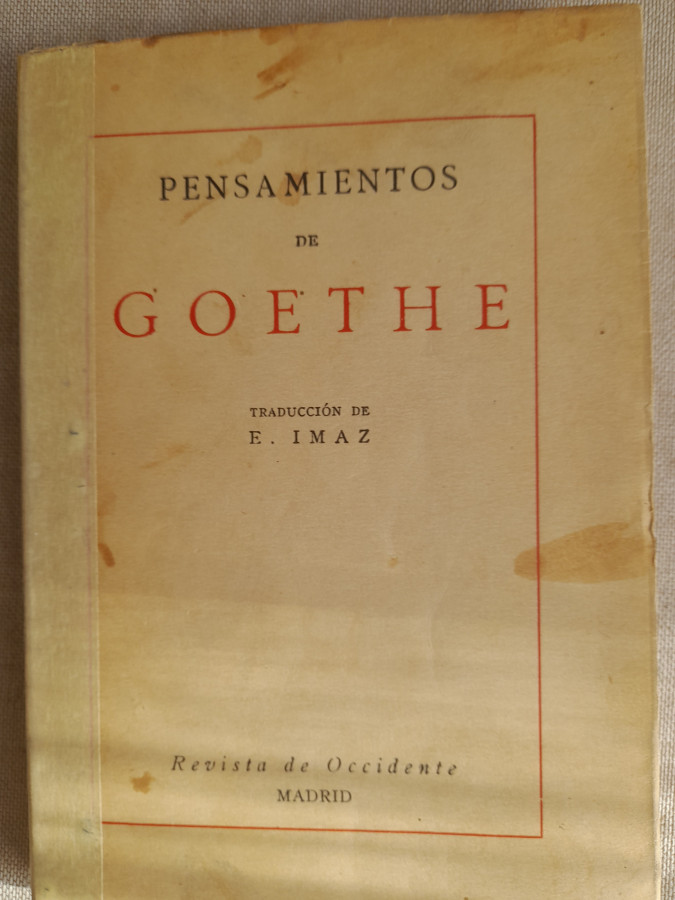 PENSAMIENTOS
DE
GOETHE
TRADUCCIÓN DE
E. IMAZ
Revista de Occidente
MADRID